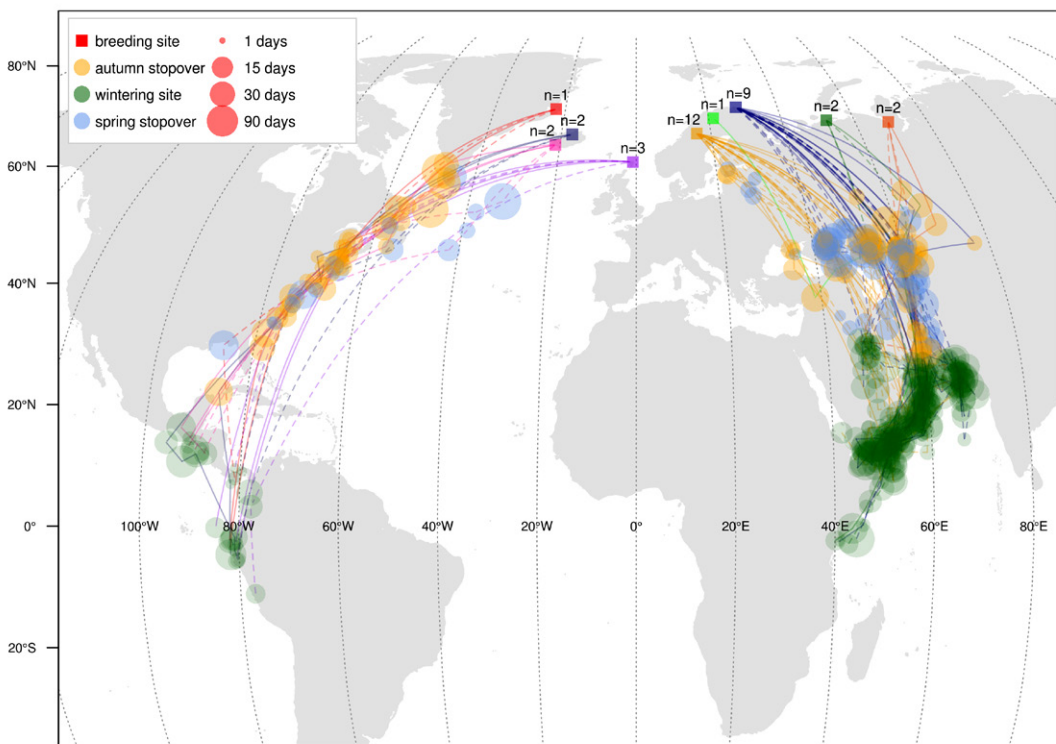 breeding site
autumn stopover
wintering site
spring stopover
1 days
15 days
30 days
90 days
80°N
60°N
40°N
20°N
0°
20°S
n=1
n=2
n=2
n=3
n=12
n=1
n=9
n=2
n=2
100°W
80°W
60°W
40°W
20°W
0°
20°E
40°E
60°E
80°E